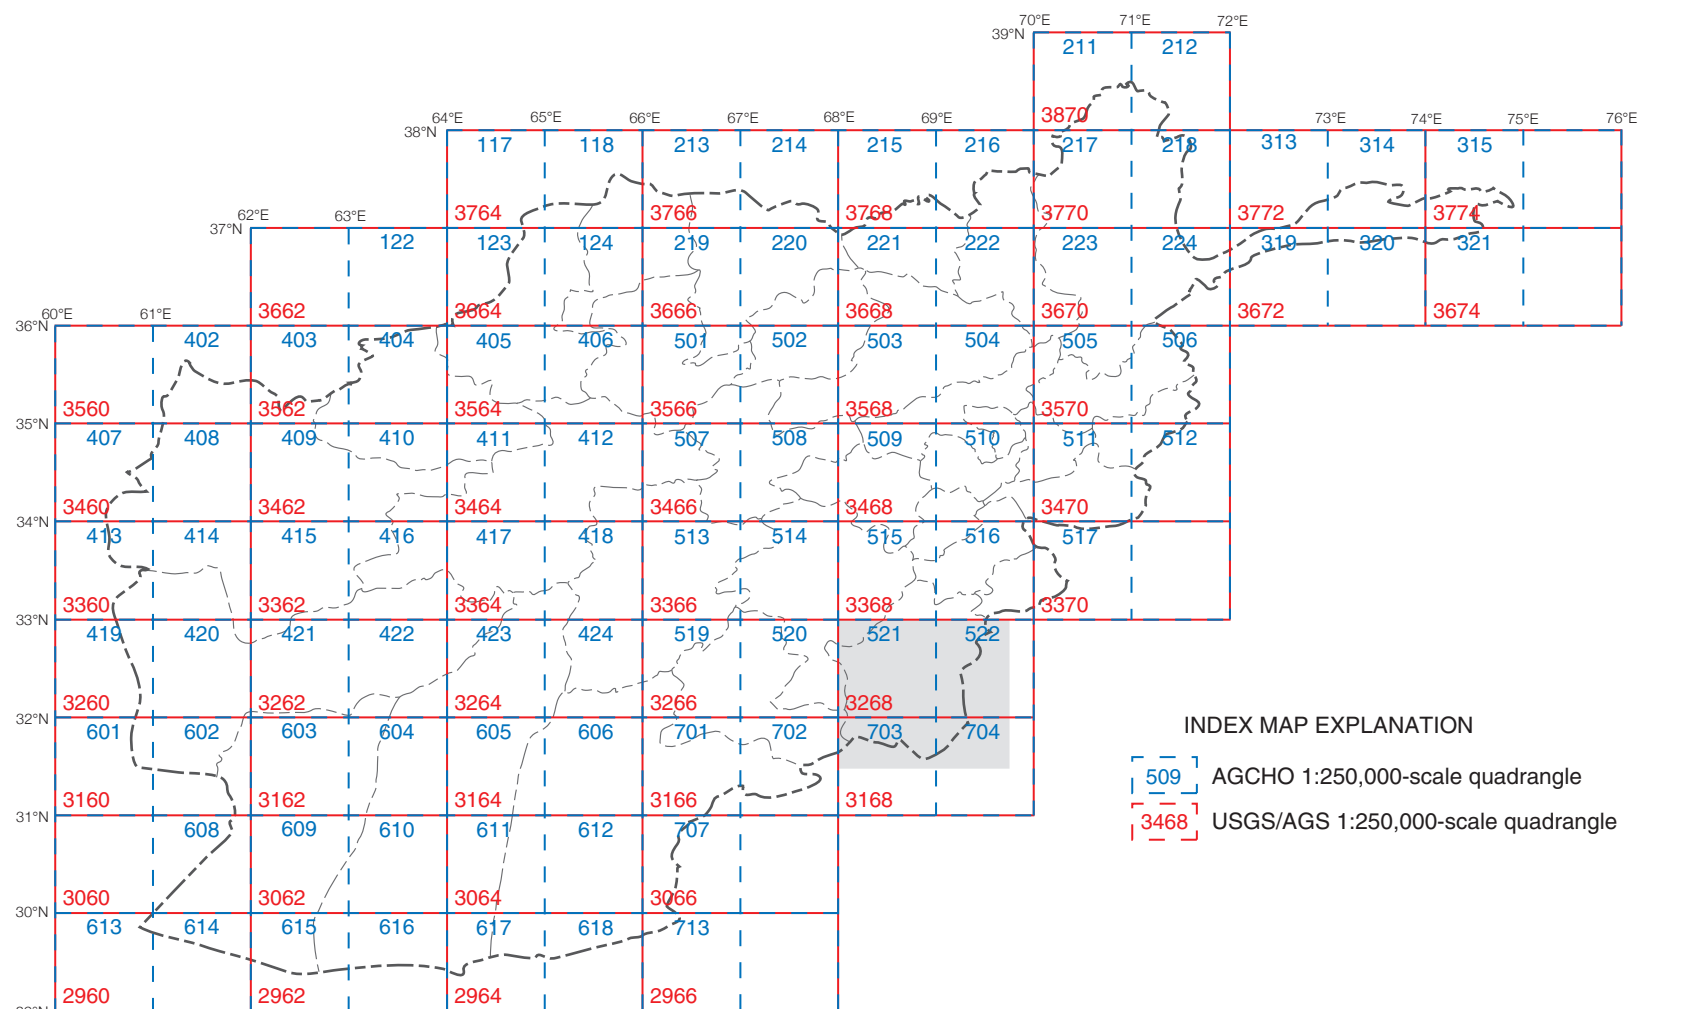 70°E 71°E 72°E
39°N
211 212
3870
64°E 65°E 66°E 67°E 68°E 69°E 73°E 74°E 75°E 76°E
38°N
117 118 213 214 215 216 217 218 313 314 315
3764 3766 3768 3770 3772 3774
62°E 63°E
37°N
122 123 124 219 220 221 222 223 224 319 320 321
3662 3664 3666 3668 3670 3672 3674
60°E 61°E
36°N
402 403 404 405 406 501 502 503 504 505 506
3560 3562 3564 3566 3568 3570
35°N
407 408 409 410 411 412 507 508 509 510 511 512
3460 3462 3464 3466 3468 3470
34°N
413 414 415 416 417 418 513 514 515 516 517
3360 3362 3364 3366 3368 3370
33°N
419 420 421 422 423 424 519 520 521 522
3260 3262 3264 3266 3268
32°N
601 602 603 604 605 606 701 702 703 704
3160 3162 3164 3166 3168
31°N
608 609 610 611 612 707
3060 3062 3064 3066
30°N
613 614 615 616 617 618 713
2960 2962 2964 2966
INDEX MAP EXPLANATION
509 AGCHO 1:250,000-scale quadrangle
3468 USGS/AGS 1:250,000-scale quadrangle